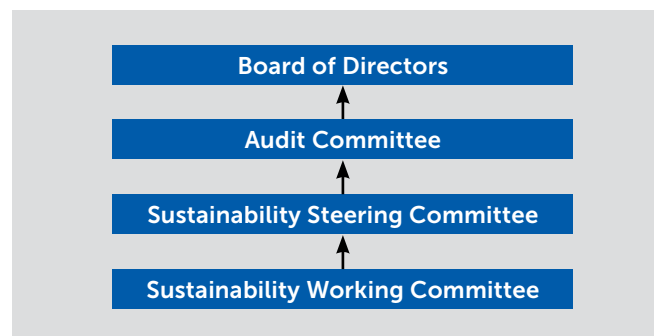 Board of Directors
Audit Committee
Sustainability Steering Committee
Sustainability Working Committee